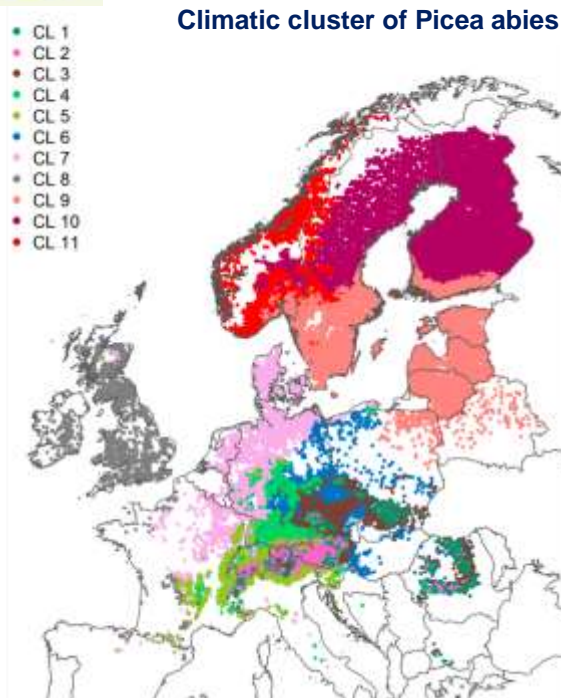 Climatic cluster of Picea abies
CL 1
CL 2
CL 3
CL 4
CL 5
CL 6
CL 7
CL 8
CL 9
CL 10
CL 11